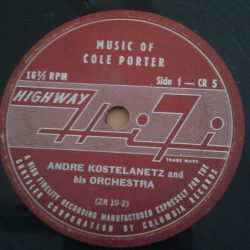 MUSIC OF
COLE PORTER
16⅔ RPM
Side 1 - CR 5
HIGHWAY
Hi-Fi
TRADE MARK
ANDRE KOSTELANETZ and
his ORCHESTRA
(ZR 19-2)
A HIGH FIDELITY RECORDING MANUFACTURED EXPRESSLY FOR THE
CHRYSLER CORPORATION BY COLUMBIA RECORDS